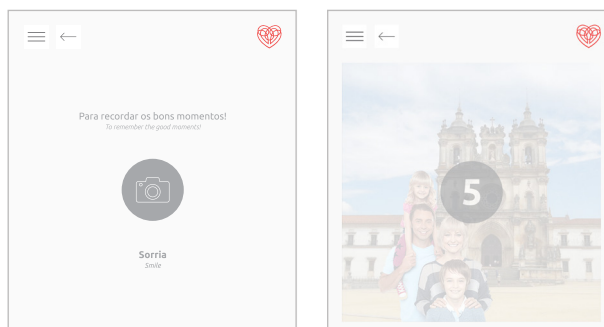 Para recordar os bons momentos!
To remember the good moments!
Sorria
Smile
5